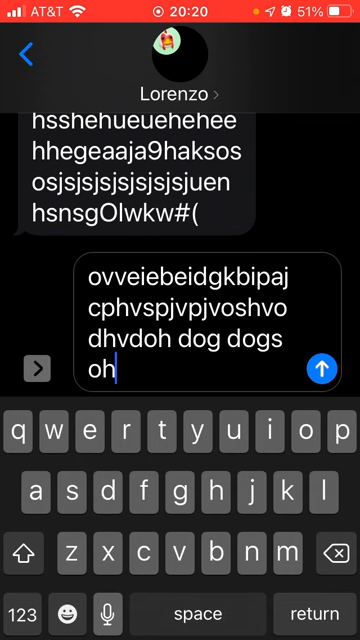 AT&T 20:20 51%
Lorenzo >
hsshehueuehehee
hhegeaaja9haksos
osjsjsjsjsjsjsjuen
hsnsgOlwkw#(
ovveiebeidgkbipaj
cphvspjvpjvoshvo
dhvdoh dog dogs
oh
q w e r t y u i o p
a s d f g h j k l
z x c v b n m
123 space return